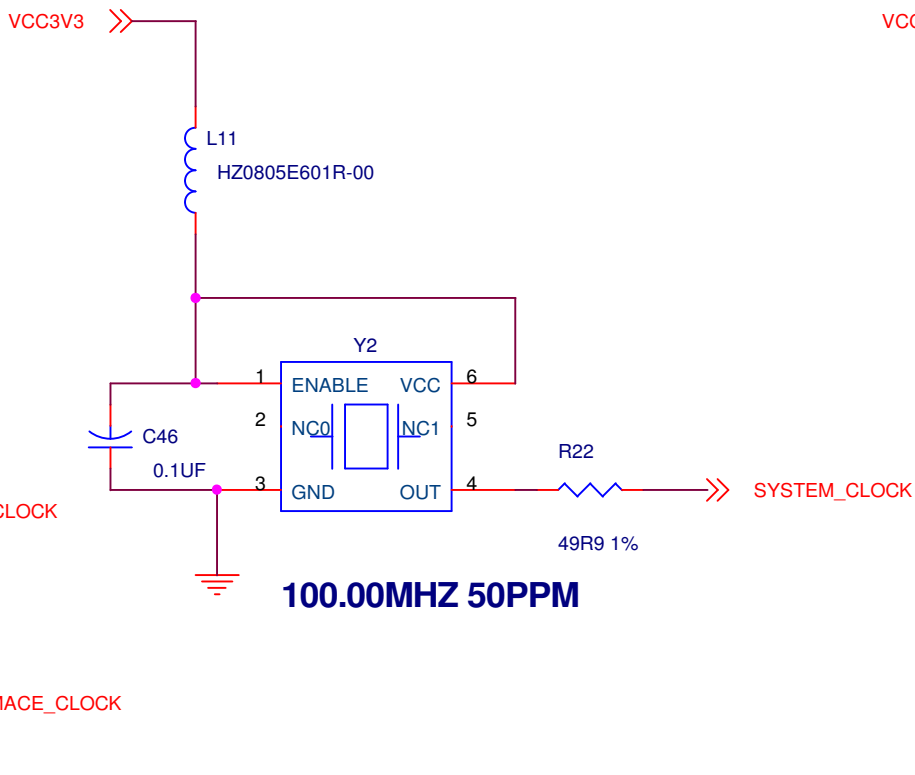 VCC3V3
VCC
L11
HZ0805E601R-00
Y2
1
ENABLE
VCC
6
2
NC0
NC1
5
C46
0.1UF
3
GND
OUT
4
R22
49R9 1%
SYSTEM_CLOCK
CLOCK
100.00MHZ 50PPM
MACE_CLOCK